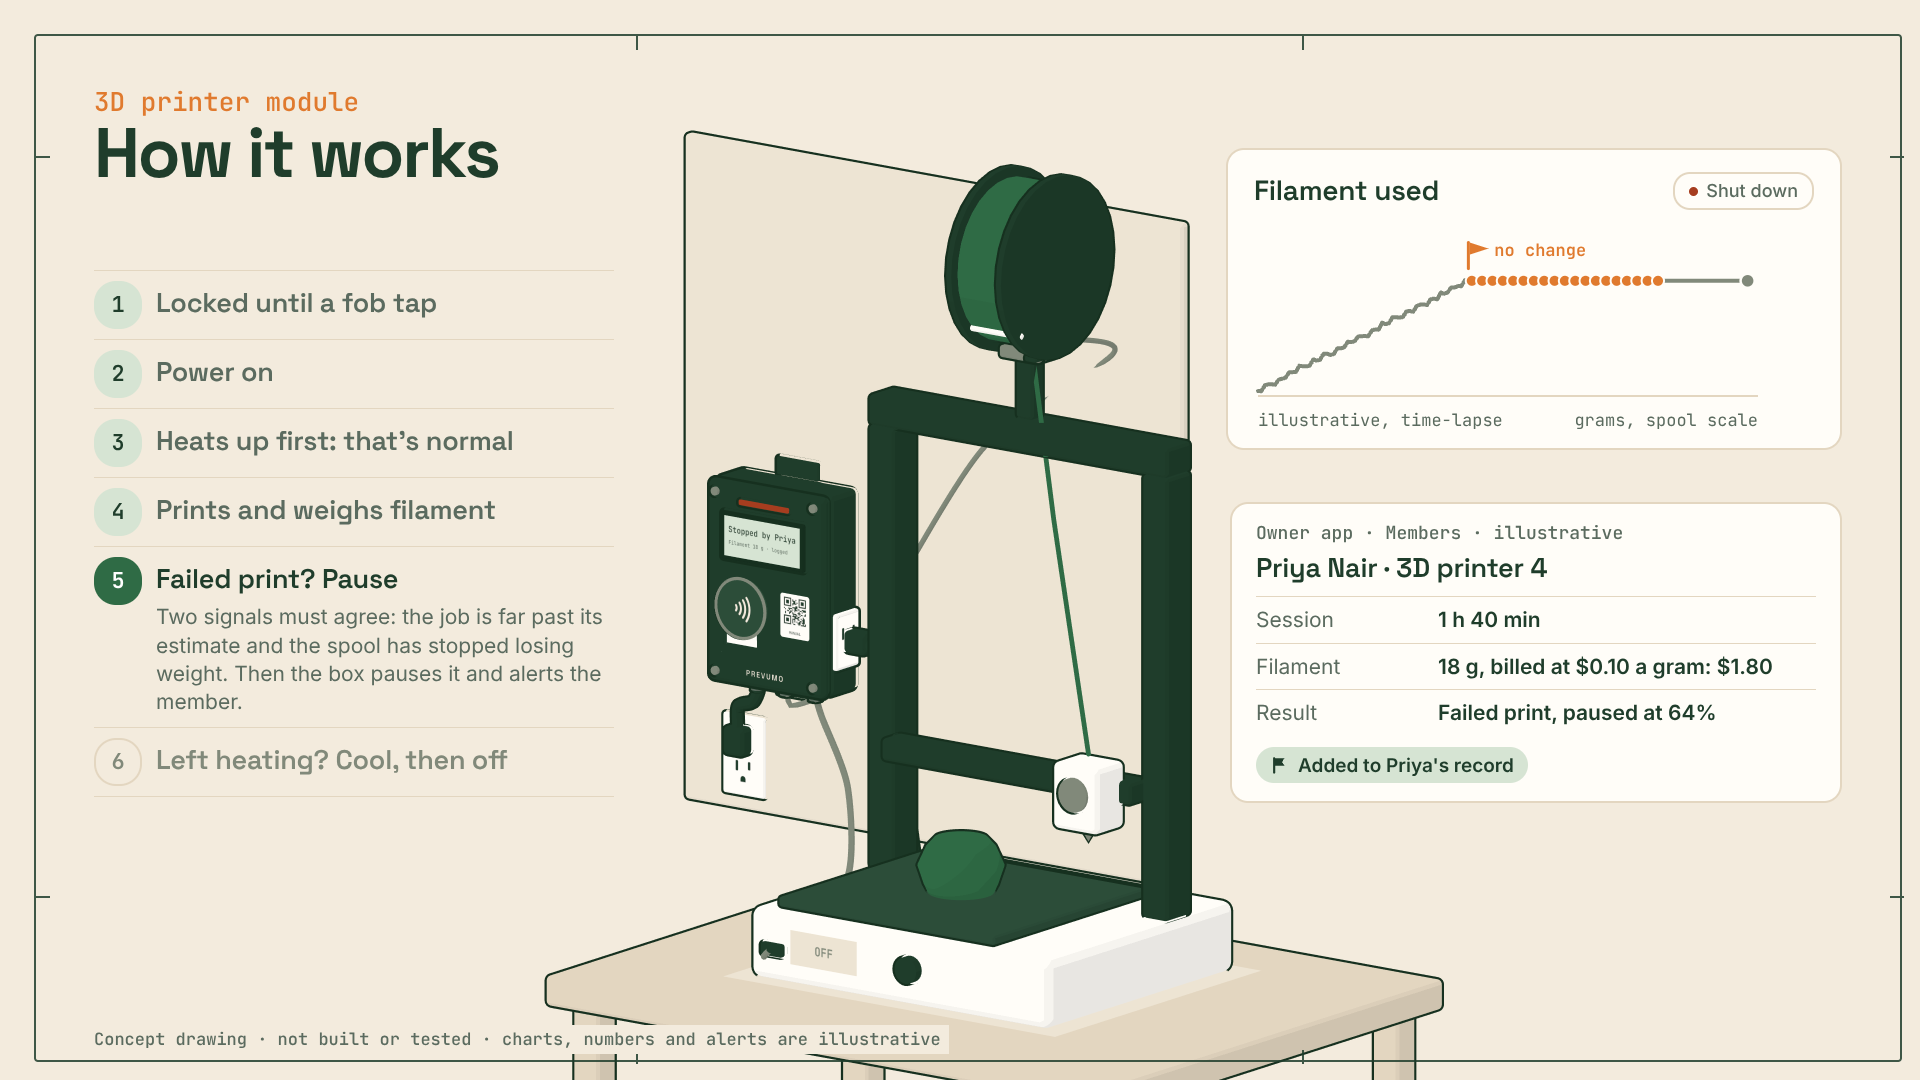 3D printer module
How it works
1 Locked until a fob tap
2 Power on
3 Heats up first: that’s normal
4 Prints and weighs filament
5 Failed print? Pause
Two signals must agree: the job is far past its
estimate and the spool has stopped losing
weight. Then the box pauses it and alerts the
member.
6 Left heating? Cool, then off
Stopped by Priya
Filament 18 g · logged
PREVUMO
OFF
Filament used
Shut down
no change
illustrative, time-lapse
grams, spool scale
Owner app · Members · illustrative
Priya Nair · 3D printer 4
Session 1 h 40 min
Filament 18 g, billed at $0.10 a gram: $1.80
Result Failed print, paused at 64%
Added to Priya's record
Concept drawing · not built or tested · charts, numbers and alerts are illustrative